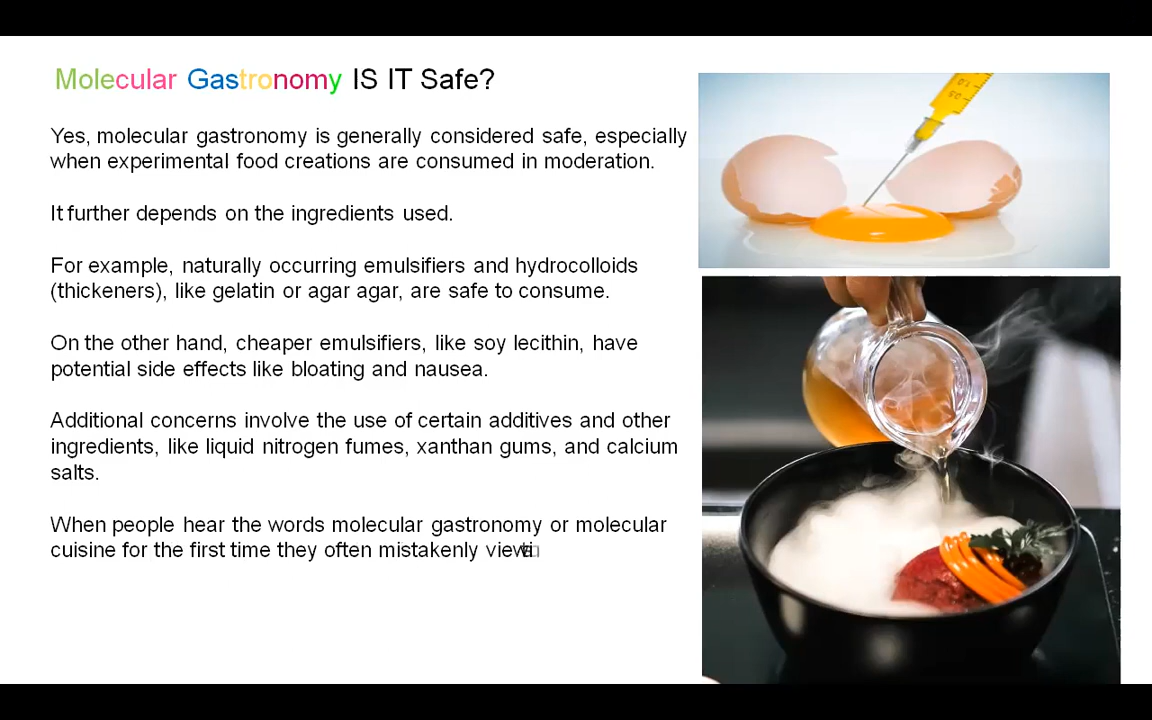 Molecular Gastronomy IS IT Safe?
Yes, molecular gastronomy is generally considered safe, especially
when experimental food creations are consumed in moderation.
It further depends on the ingredients used.
For example, naturally occurring emulsifiers and hydrocolloids
(thickeners), like gelatin or agar agar, are safe to consume.
On the other hand, cheaper emulsifiers, like soy lecithin, have
potential side effects like bloating and nausea.
Additional concerns involve the use of certain additives and other
ingredients, like liquid nitrogen fumes, xanthan gums, and calcium
salts.
When people hear the words molecular gastronomy or molecular
cuisine for the first time they often mistakenly view